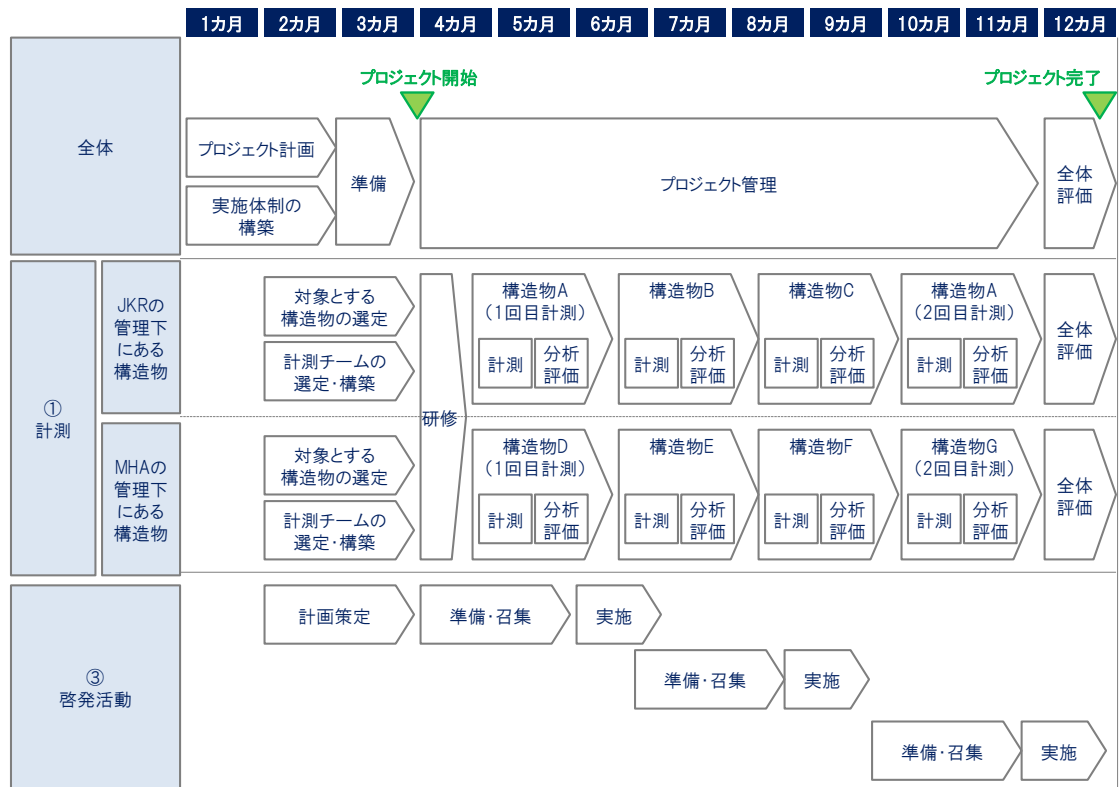 1カ月 2カ月 3カ月 4カ月 5カ月 6カ月 7カ月 8カ月 9カ月 10カ月 11カ月 12カ月
プロジェクト開始
プロジェクト完了
全体
プロジェクト計画
実施体制の
構築
準備
プロジェクト管理
全体
評価
①
計測
JKRの
管理下
にある
構造物
対象とする
構造物の選定
計測チームの
選定・構築
研修
構造物A
(1回目計測)
計測
分析
評価
構造物B
計測
分析
評価
構造物C
計測
分析
評価
構造物A
(2回目計測)
計測
分析
評価
全体
評価
MHAの
管理下
にある
構造物
対象とする
構造物の選定
計測チームの
選定・構築
構造物D
(1回目計測)
計測
分析
評価
構造物E
計測
分析
評価
構造物F
計測
分析
評価
構造物G
(2回目計測)
計測
分析
評価
全体
評価
③
啓発活動
計画策定
準備・召集
実施
準備・召集
実施
準備・召集
実施